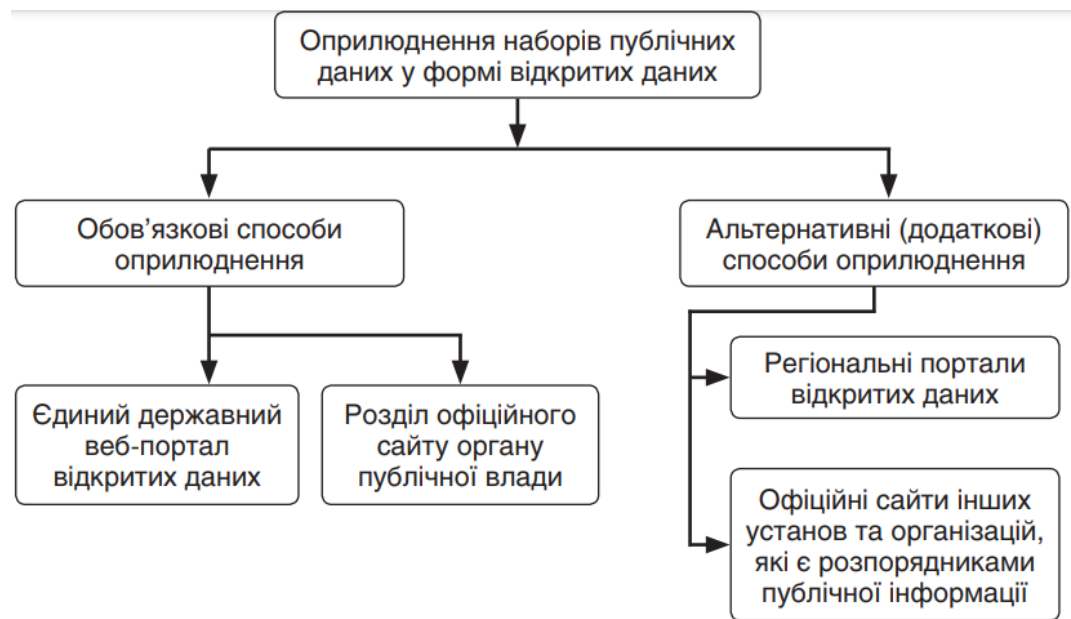 Оприлюднення наборів публічних
даних у формі відкритих даних
Обов’язкові способи
оприлюднення
Альтернативні (додаткові)
способи оприлюднення
Єдиний державний
веб-портал
відкритих даних
Розділ офіційного
сайту органу
публічної влади
Регіональні портали
відкритих даних
Офіційні сайти інших
установ та організацій,
які є розпорядниками
публічної інформації